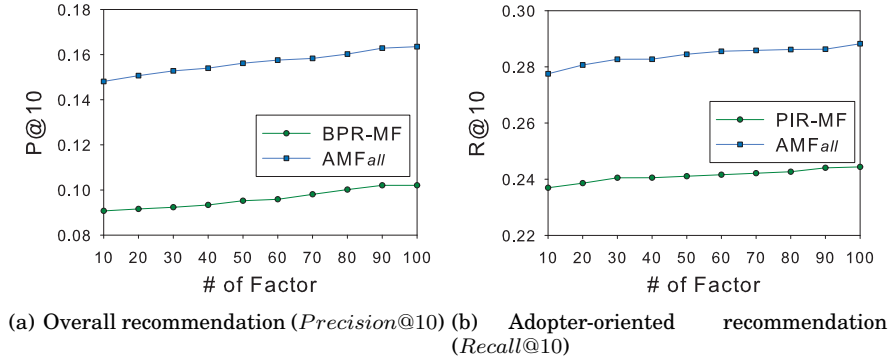 0.18
0.16
0.14
0.12
0.10
0.08
P@10
BPR-MF
AMFall
10 20 30 40 50 60 70 80 90 100
# of Factor
(a) Overall recommendation (Precision@10)
0.30
0.28
0.26
0.24
0.22
R@10
PIR-MF
AMFall
10 20 30 40 50 60 70 80 90 100
# of Factor
(b) Adopter-oriented recommendation
(Recall@10)